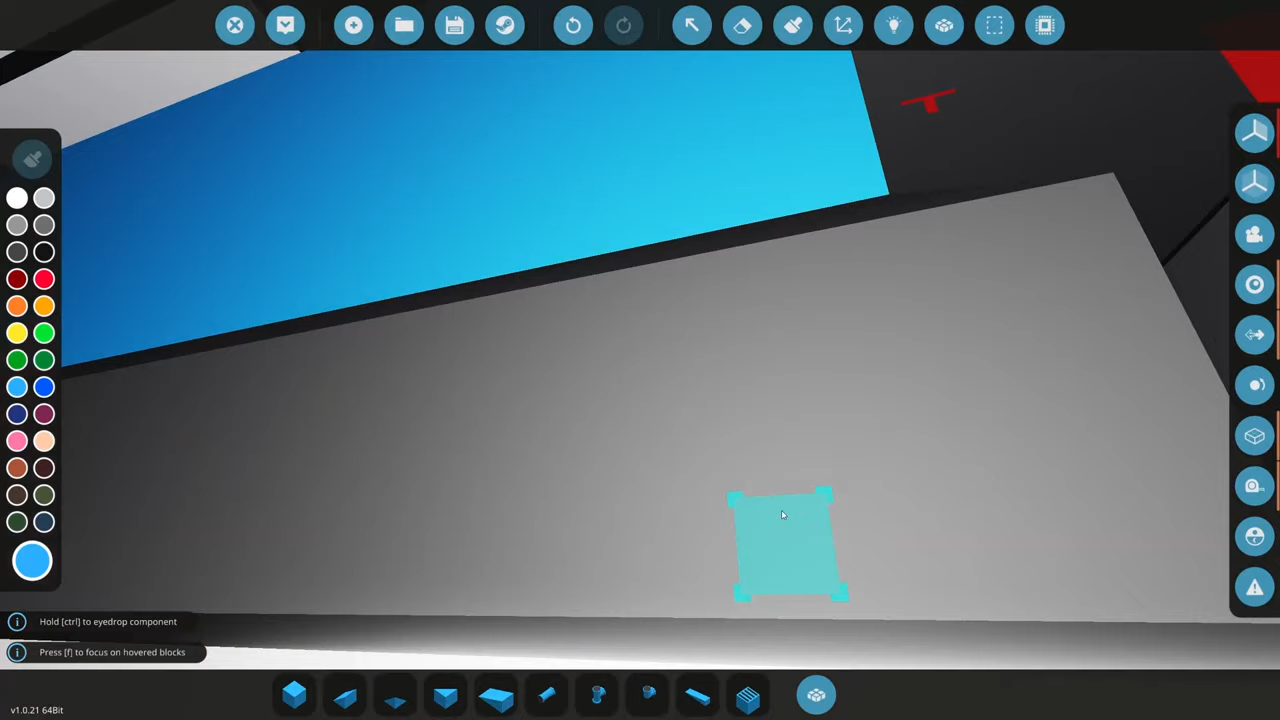 Hold [ctrl] to eyedrop component
Press [f] to focus on hovered blocks
v1.0.21 64Bit